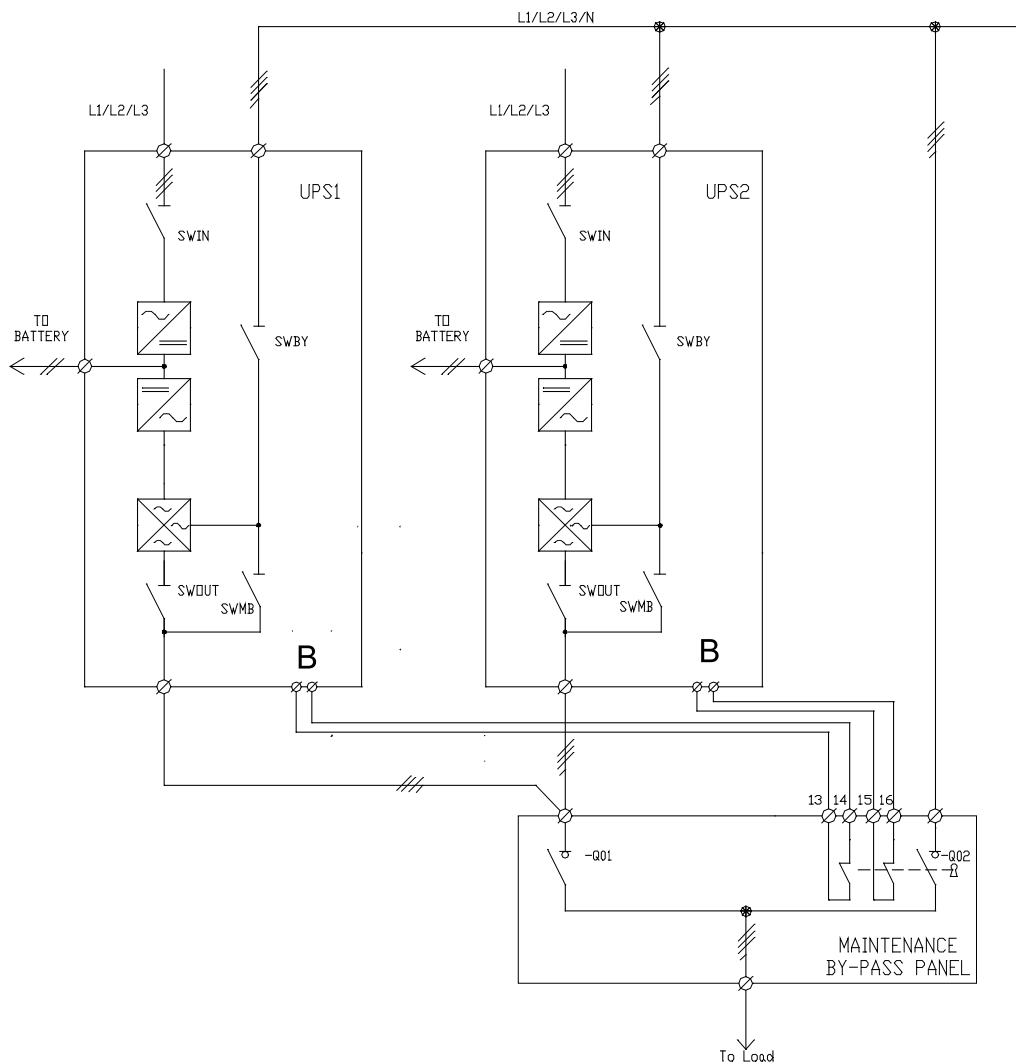 L1/L2/L3/N
L1/L2/L3
L1/L2/L3
UPS1
UPS2
SWIN
SWIN
TO
BATTERY
TO
BATTERY
SWBY
SWBY
SWOUT
SWMB
SWOUT
SWMB
B
B
13 14 15 16
-Q01
-Q02
MAINTENANCE
BY-PASS PANEL
To Load